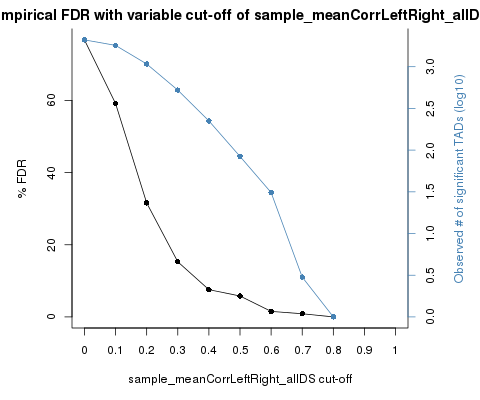 mpirical FDR with variable cut-off of sample_meanCorrLeftRight_allD
% FDR
60
40
20
0
3.0
2.5
2.0
1.5
1.0
0.5
0.0
Observed # of significant TADs (log10)
0 0.1 0.2 0.3 0.4 0.5 0.6 0.7 0.8 0.9 1
sample_meanCorrLeftRight_allDS cut-off